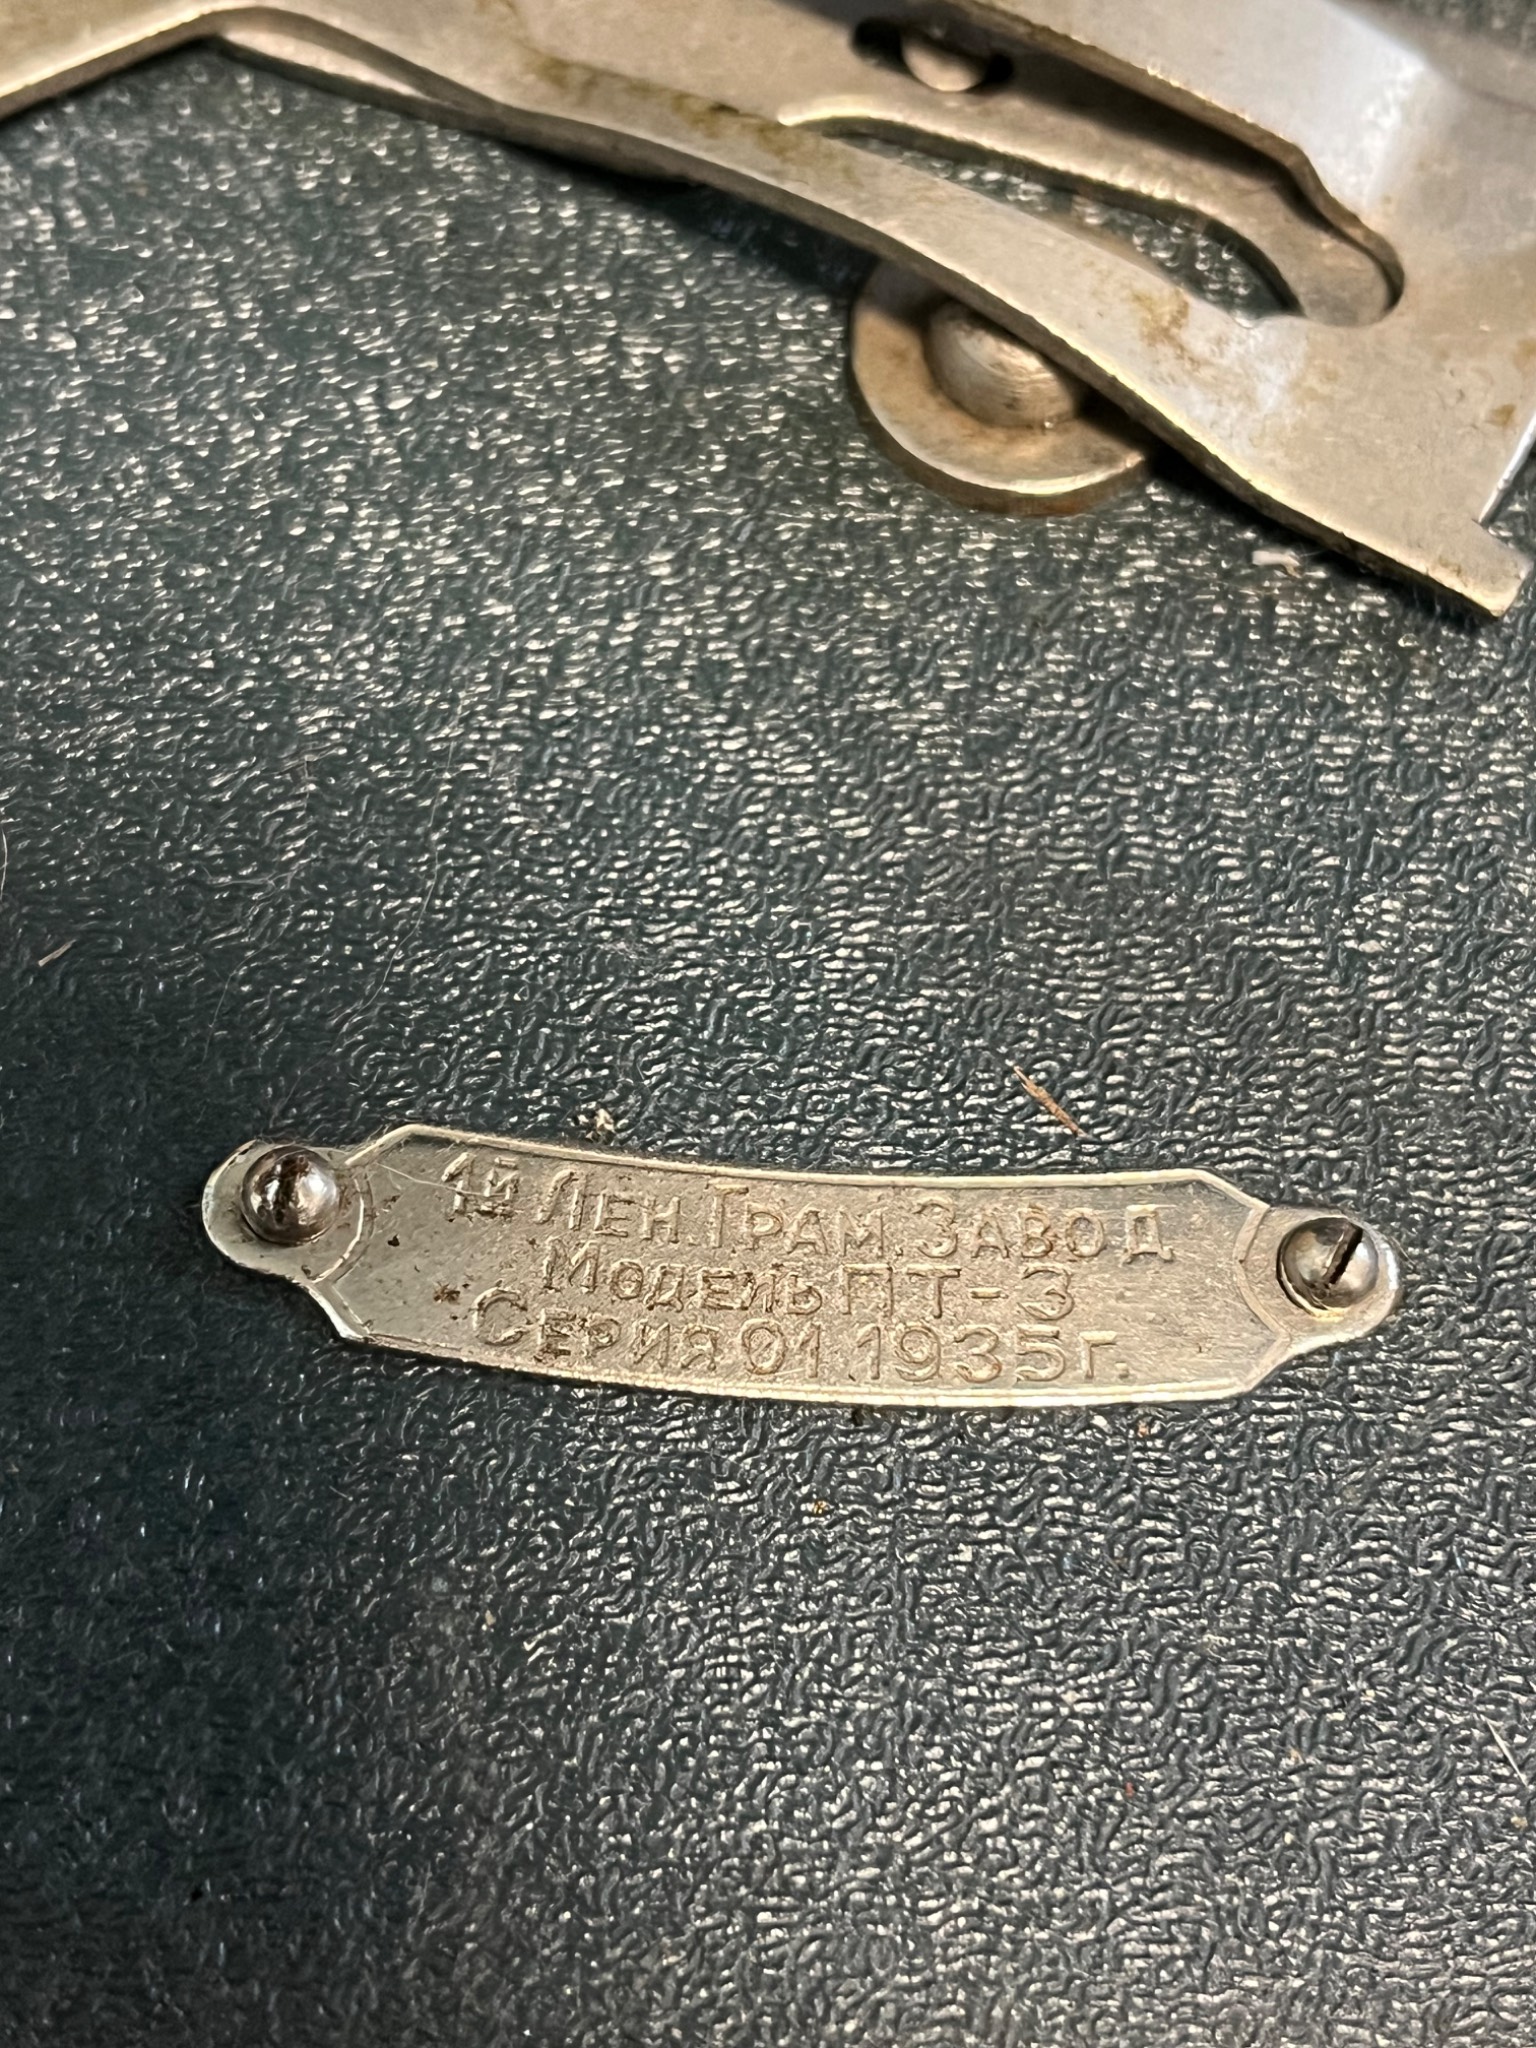 1й Лен.Грам.Завод
Модель ПТ-3
Серия 01 1935г.